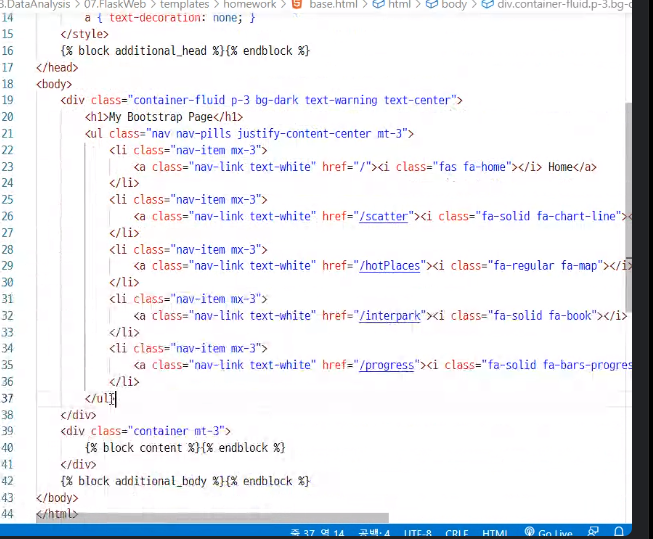 3.DataAnalysis > 07.FlaskWeb > templates > homework > base.html > html > body > div.container-fluid.p-3.bg-d
14 a { text-decoration: none; }
15 </style>
16 {% block additional_head %}{% endblock %}
17 </head>
18 <body>
19 <div class="container-fluid p-3 bg-dark text-warning text-center">
20 <h1>My Bootstrap Page</h1>
21 <ul class="nav nav-pills justify-content-center mt-3">
22 <li class="nav-item mx-3">
23 <a class="nav-link text-white" href="/"><i class="fas fa-home"></i> Home</a>
24 </li>
25 <li class="nav-item mx-3">
26 <a class="nav-link text-white" href="/scatter"><i class="fa-solid fa-chart-line"><
27 </li>
28 <li class="nav-item mx-3">
29 <a class="nav-link text-white" href="/hotPlaces"><i class="fa-regular fa-map"></i>
30 </li>
31 <li class="nav-item mx-3">
32 <a class="nav-link text-white" href="/interpark"><i class="fa-solid fa-book"></i>
33 </li>
34 <li class="nav-item mx-3">
35 <a class="nav-link text-white" href="/progress"><i class="fa-solid fa-bars-progres
36 </li>
37 </ul>
38 </div>
39 <div class="container mt-3">
40 {% block content %}{% endblock %}
41 </div>
42 {% block additional_body %}{% endblock %}
43 </body>
44 </html>
줄 37, 열 14 공백: 4 UTF-8 CRLF HTML Go Live